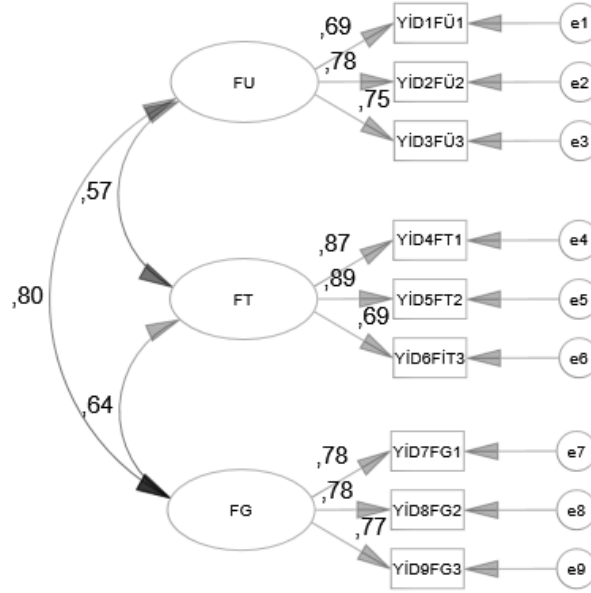 ,69
YİD1FÜ1
e1
,78
YİD2FÜ2
e2
FU
,75
YİD3FÜ3
e3
,57
,87
YİD4FT1
e4
,89
YİD5FT2
e5
FT
,80
,69
YİD6FİT3
e6
,64
,78
YİD7FG1
e7
,78
YİD8FG2
e8
FG
,77
YİD9FG3
e9